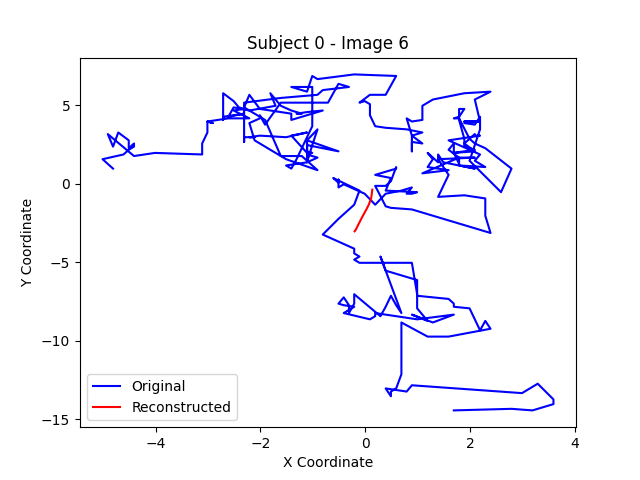 Subject 0 - Image 6
Y Coordinate
5
0
−5
−10
−15
Original
Reconstructed
−4
−2
0
2
4
X Coordinate